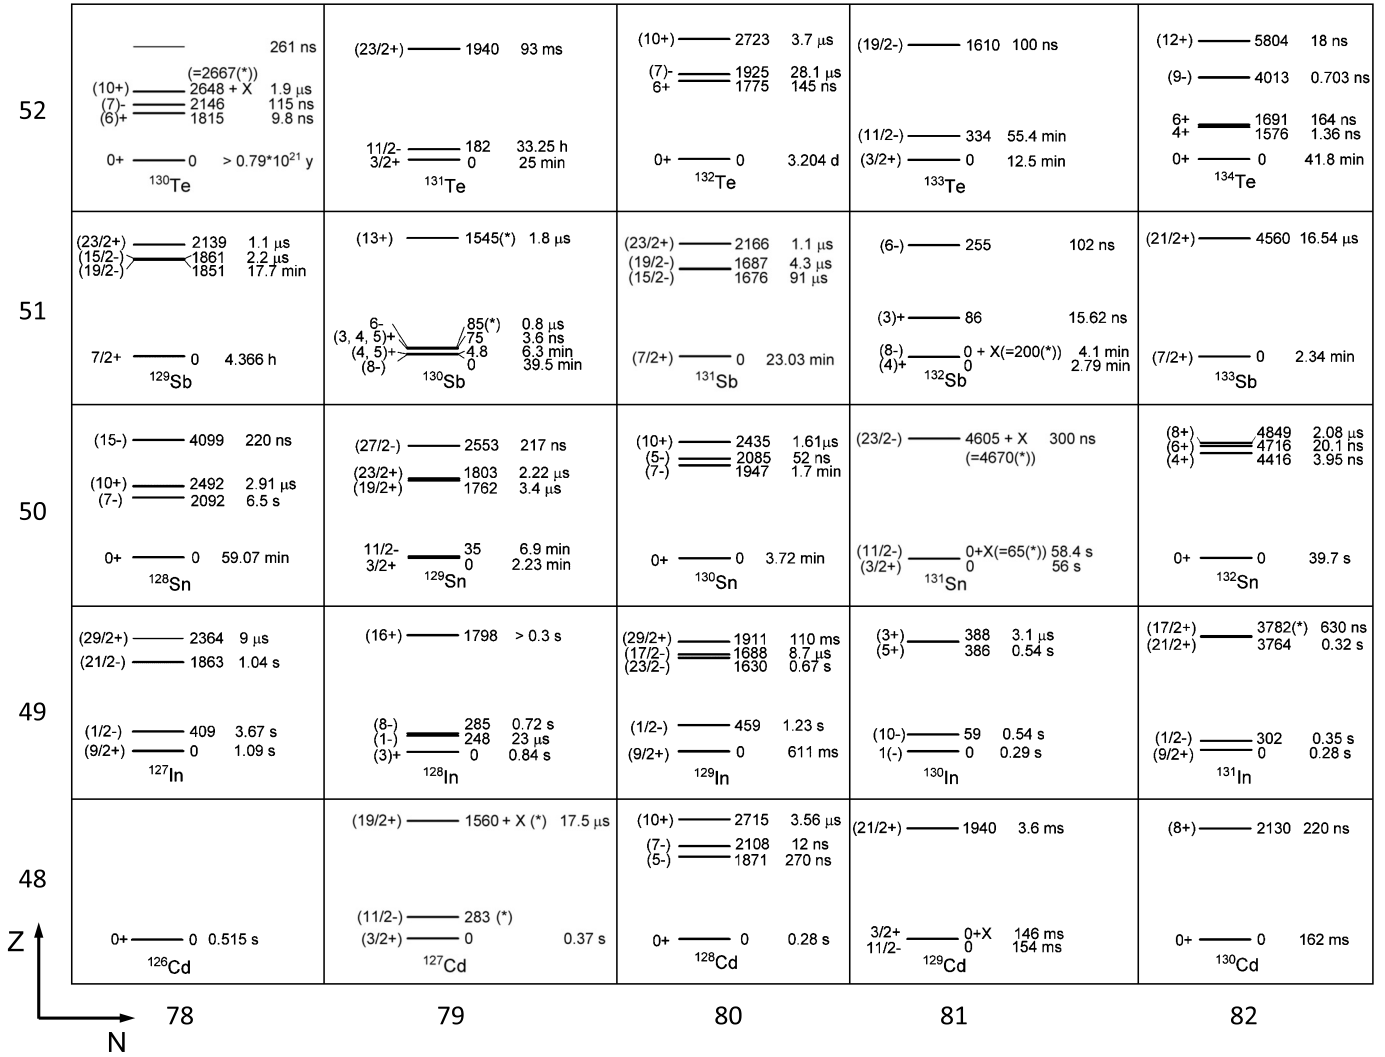 52
261 ns
(=2667(*))
(10+) 2648 + X 1.9 μs
(7)- 2146 115 ns
(6)+ 1815 9.8 ns
0+ 0 > 0.79*10²¹ y
¹³⁰Te
(23/2+) 1940 93 ms
11/2- 182 33.25 h
3/2+ 0 25 min
¹³¹Te
(10+) 2723 3.7 μs
(7)- 1925 28.1 μs
6+ 1775 145 ns
0+ 0 3.204 d
¹³²Te
(19/2-) 1610 100 ns
(11/2-) 334 55.4 min
(3/2+) 0 12.5 min
¹³³Te
(12+) 5804 18 ns
(9-) 4013 0.703 ns
6+ 1691 164 ns
4+ 1576 1.36 ns
0+ 0 41.8 min
¹³⁴Te
51
(23/2+) 2139 1.1 μs
(15/2-) 1861 2.2 μs
(19/2-) 1851 17.7 min
7/2+ 0 4.366 h
¹²⁹Sb
(13+) 1545(*) 1.8 μs
6- 85(*) 0.8 μs
(3, 4, 5)+ 75 3.6 ns
(4, 5)+ 4.8 6.3 min
(8-) 0 39.5 min
¹³⁰Sb
(23/2+) 2166 1.1 μs
(19/2-) 1687 4.3 μs
(15/2-) 1676 91 μs
(7/2+) 0 23.03 min
¹³¹Sb
(6-) 255 102 ns
(3)+ 86 15.62 ns
(8-) 0 + X(=200(*)) 4.1 min
(4)+ 0 2.79 min
¹³²Sb
(21/2+) 4560 16.54 μs
(7/2+) 0 2.34 min
¹³³Sb
50
(15-) 4099 220 ns
(10+) 2492 2.91 μs
(7-) 2092 6.5 s
0+ 0 59.07 min
¹²⁸Sn
(27/2-) 2553 217 ns
(23/2+) 1803 2.22 μs
(19/2+) 1762 3.4 μs
11/2- 35 6.9 min
3/2+ 0 2.23 min
¹²⁹Sn
(10+) 2435 1.61μs
(5-) 2085 52 ns
(7-) 1947 1.7 min
0+ 0 3.72 min
¹³⁰Sn
(23/2-) 4605 + X 300 ns
(=4670(*))
(11/2-) 0+X(=65(*)) 58.4 s
(3/2+) 0 56 s
¹³¹Sn
(8+) 4849 2.08 μs
(6+) 4716 20.1 ns
(4+) 4416 3.95 ns
0+ 0 39.7 s
¹³²Sn
49
(29/2+) 2364 9 μs
(21/2-) 1863 1.04 s
(1/2-) 409 3.67 s
(9/2+) 0 1.09 s
¹²⁷In
(16+) 1798 > 0.3 s
(8-) 285 0.72 s
(1-) 248 23 μs
(3)+ 0 0.84 s
¹²⁸In
(29/2+) 1911 110 ms
(17/2-) 1688 8.7 μs
(23/2-) 1630 0.67 s
(1/2-) 459 1.23 s
(9/2+) 0 611 ms
¹²⁹In
(3+) 388 3.1 μs
(5+) 386 0.54 s
(10-) 59 0.54 s
1(-) 0 0.29 s
¹³⁰In
(17/2+) 3782(*) 630 ns
(21/2+) 3764 0.32 s
(1/2-) 302 0.35 s
(9/2+) 0 0.28 s
¹³¹In
48
0+ 0 0.515 s
¹²⁶Cd
(19/2+) 1560 + X (*) 17.5 μs
(11/2-) 283 (*)
(3/2+) 0 0.37 s
¹²⁷Cd
(10+) 2715 3.56 μs
(7-) 2108 12 ns
(5-) 1871 270 ns
0+ 0 0.28 s
¹²⁸Cd
(21/2+) 1940 3.6 ms
3/2+ 0+X 146 ms
11/2- 0 154 ms
¹²⁹Cd
(8+) 2130 220 ns
0+ 0 162 ms
¹³⁰Cd
Z
N
78 79 80 81 82